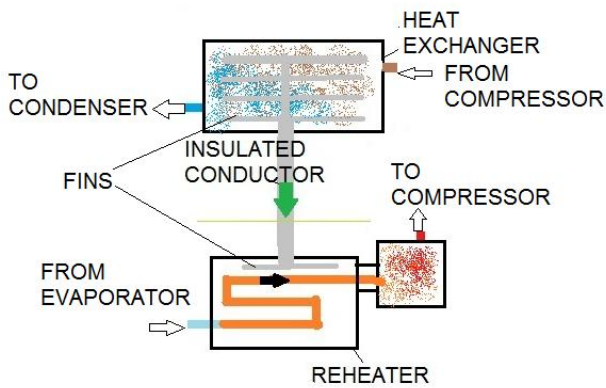 HEAT
EXCHANGER
FROM
COMPRESSOR
TO
CONDENSER
INSULATED
CONDUCTOR
FINS
TO
COMPRESSOR
FROM
EVAPORATOR
REHEATER